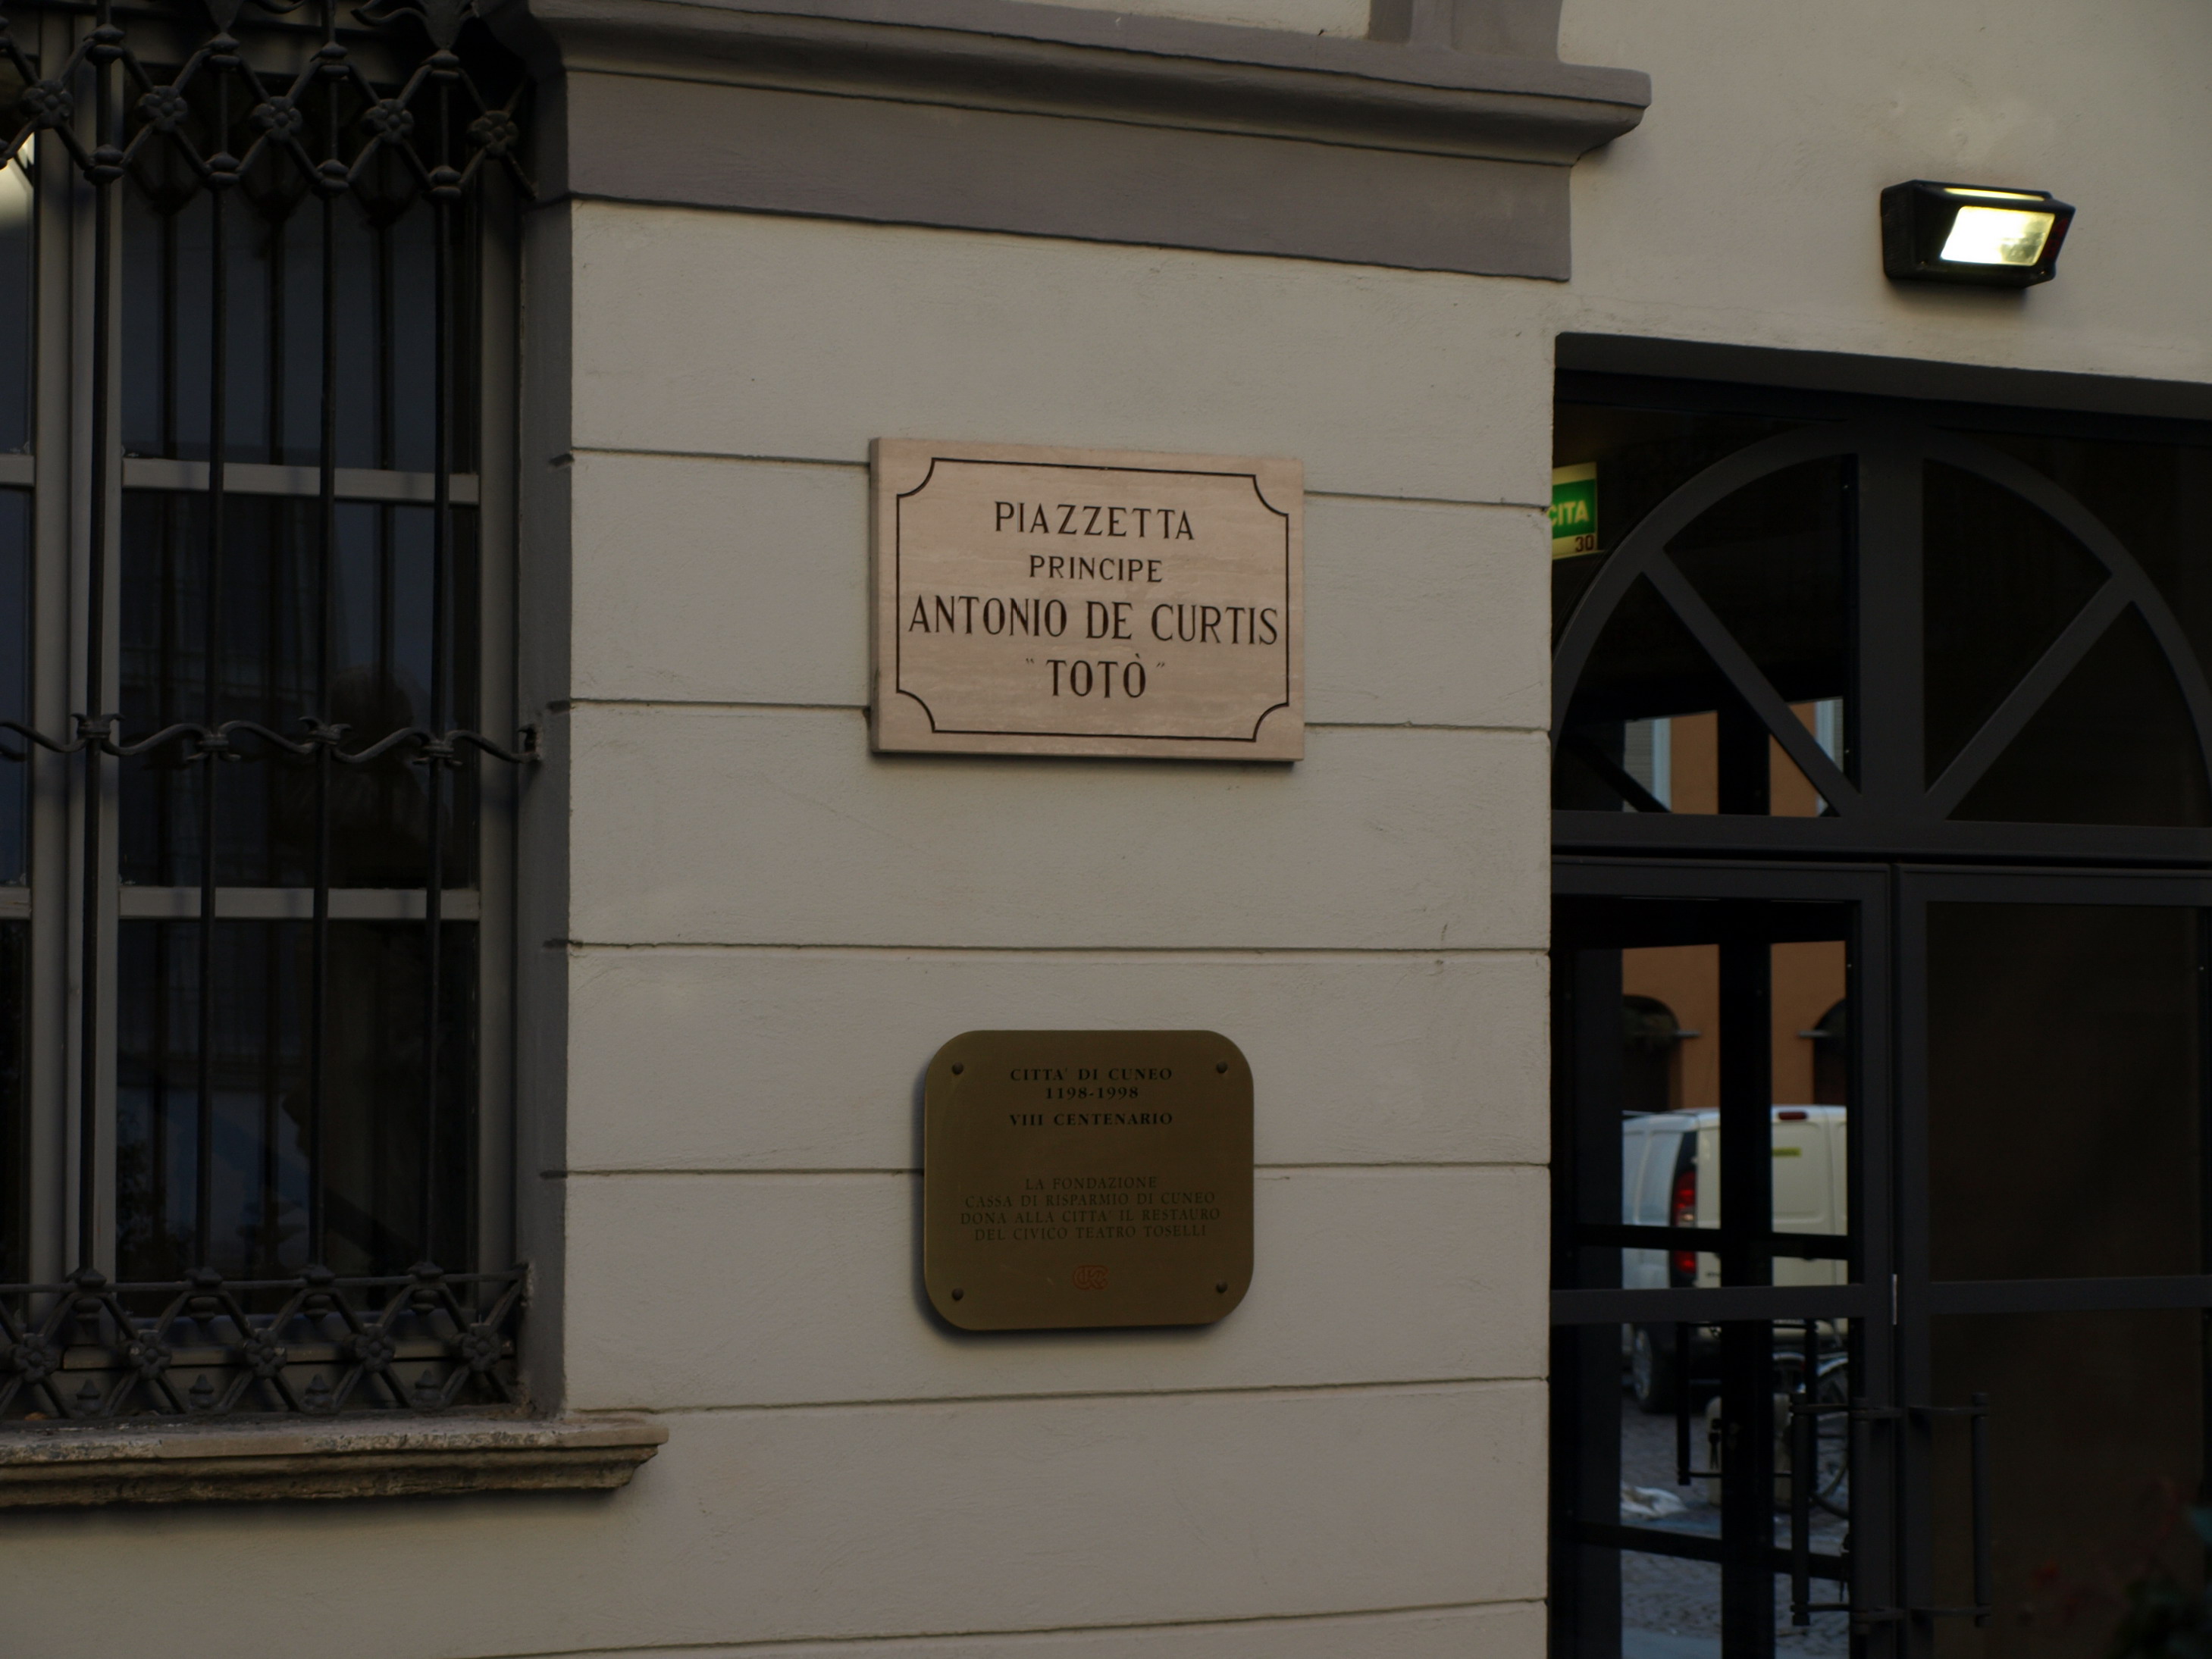 PIAZZETTA
PRINCIPE
ANTONIO DE CURTIS
"TOTÒ"
CITA
30
CITTA' DI CUNEO
1198-1998
VIII CENTENARIO
LA FONDAZIONE
CASSA DI RISPARMIO DI CUNEO
DONA ALLA CITTA' IL RESTAURO
DEL CIVICO TEATRO TOSELLI